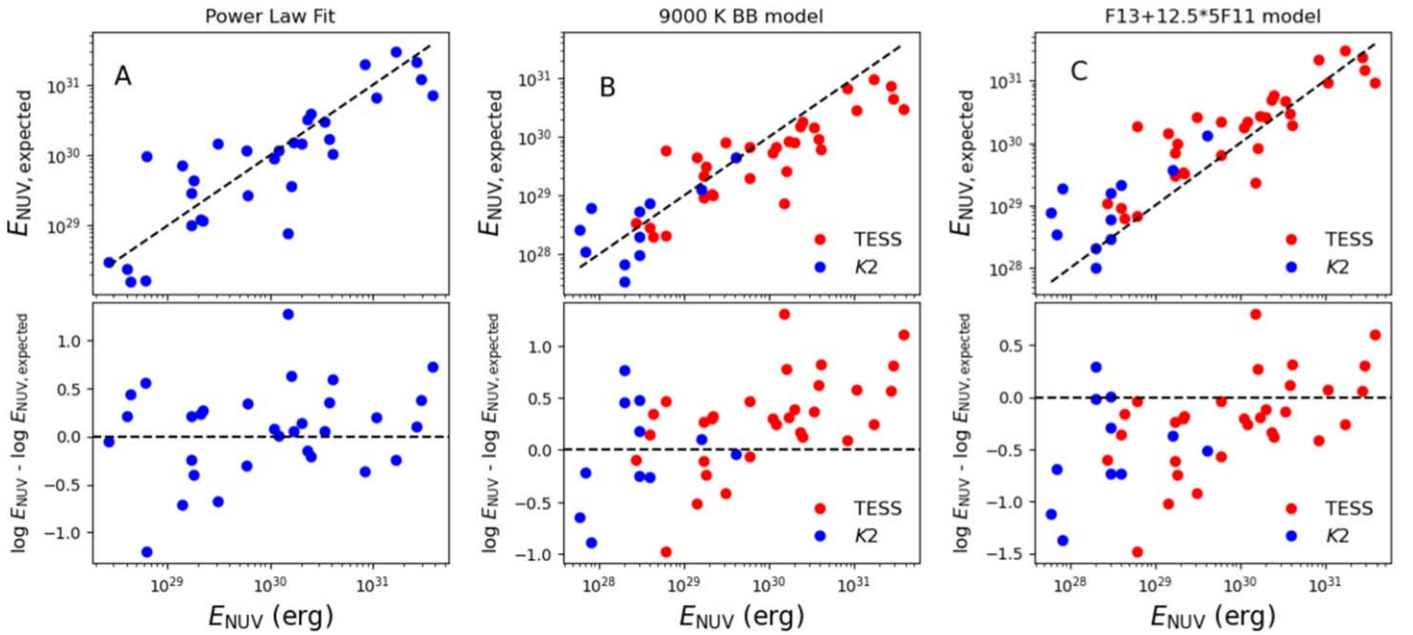 Power Law Fit
9000 K BB model
F13+12.5*5F11 model
A
B
C
E_NUV, expected
10^31
10^30
10^29
E_NUV, expected
10^31
10^30
10^29
10^28
TESS
K2
E_NUV, expected
10^31
10^30
10^29
10^28
TESS
K2
log E_NUV - log E_NUV, expected
1.0
0.5
0.0
−0.5
−1.0
10^29
10^30
10^31
E_NUV (erg)
log E_NUV - log E_NUV, expected
1.0
0.5
0.0
−0.5
−1.0
TESS
K2
10^28
10^29
10^30
10^31
E_NUV (erg)
log E_NUV - log E_NUV, expected
0.5
0.0
−0.5
−1.0
−1.5
TESS
K2
10^28
10^29
10^30
10^31
E_NUV (erg)